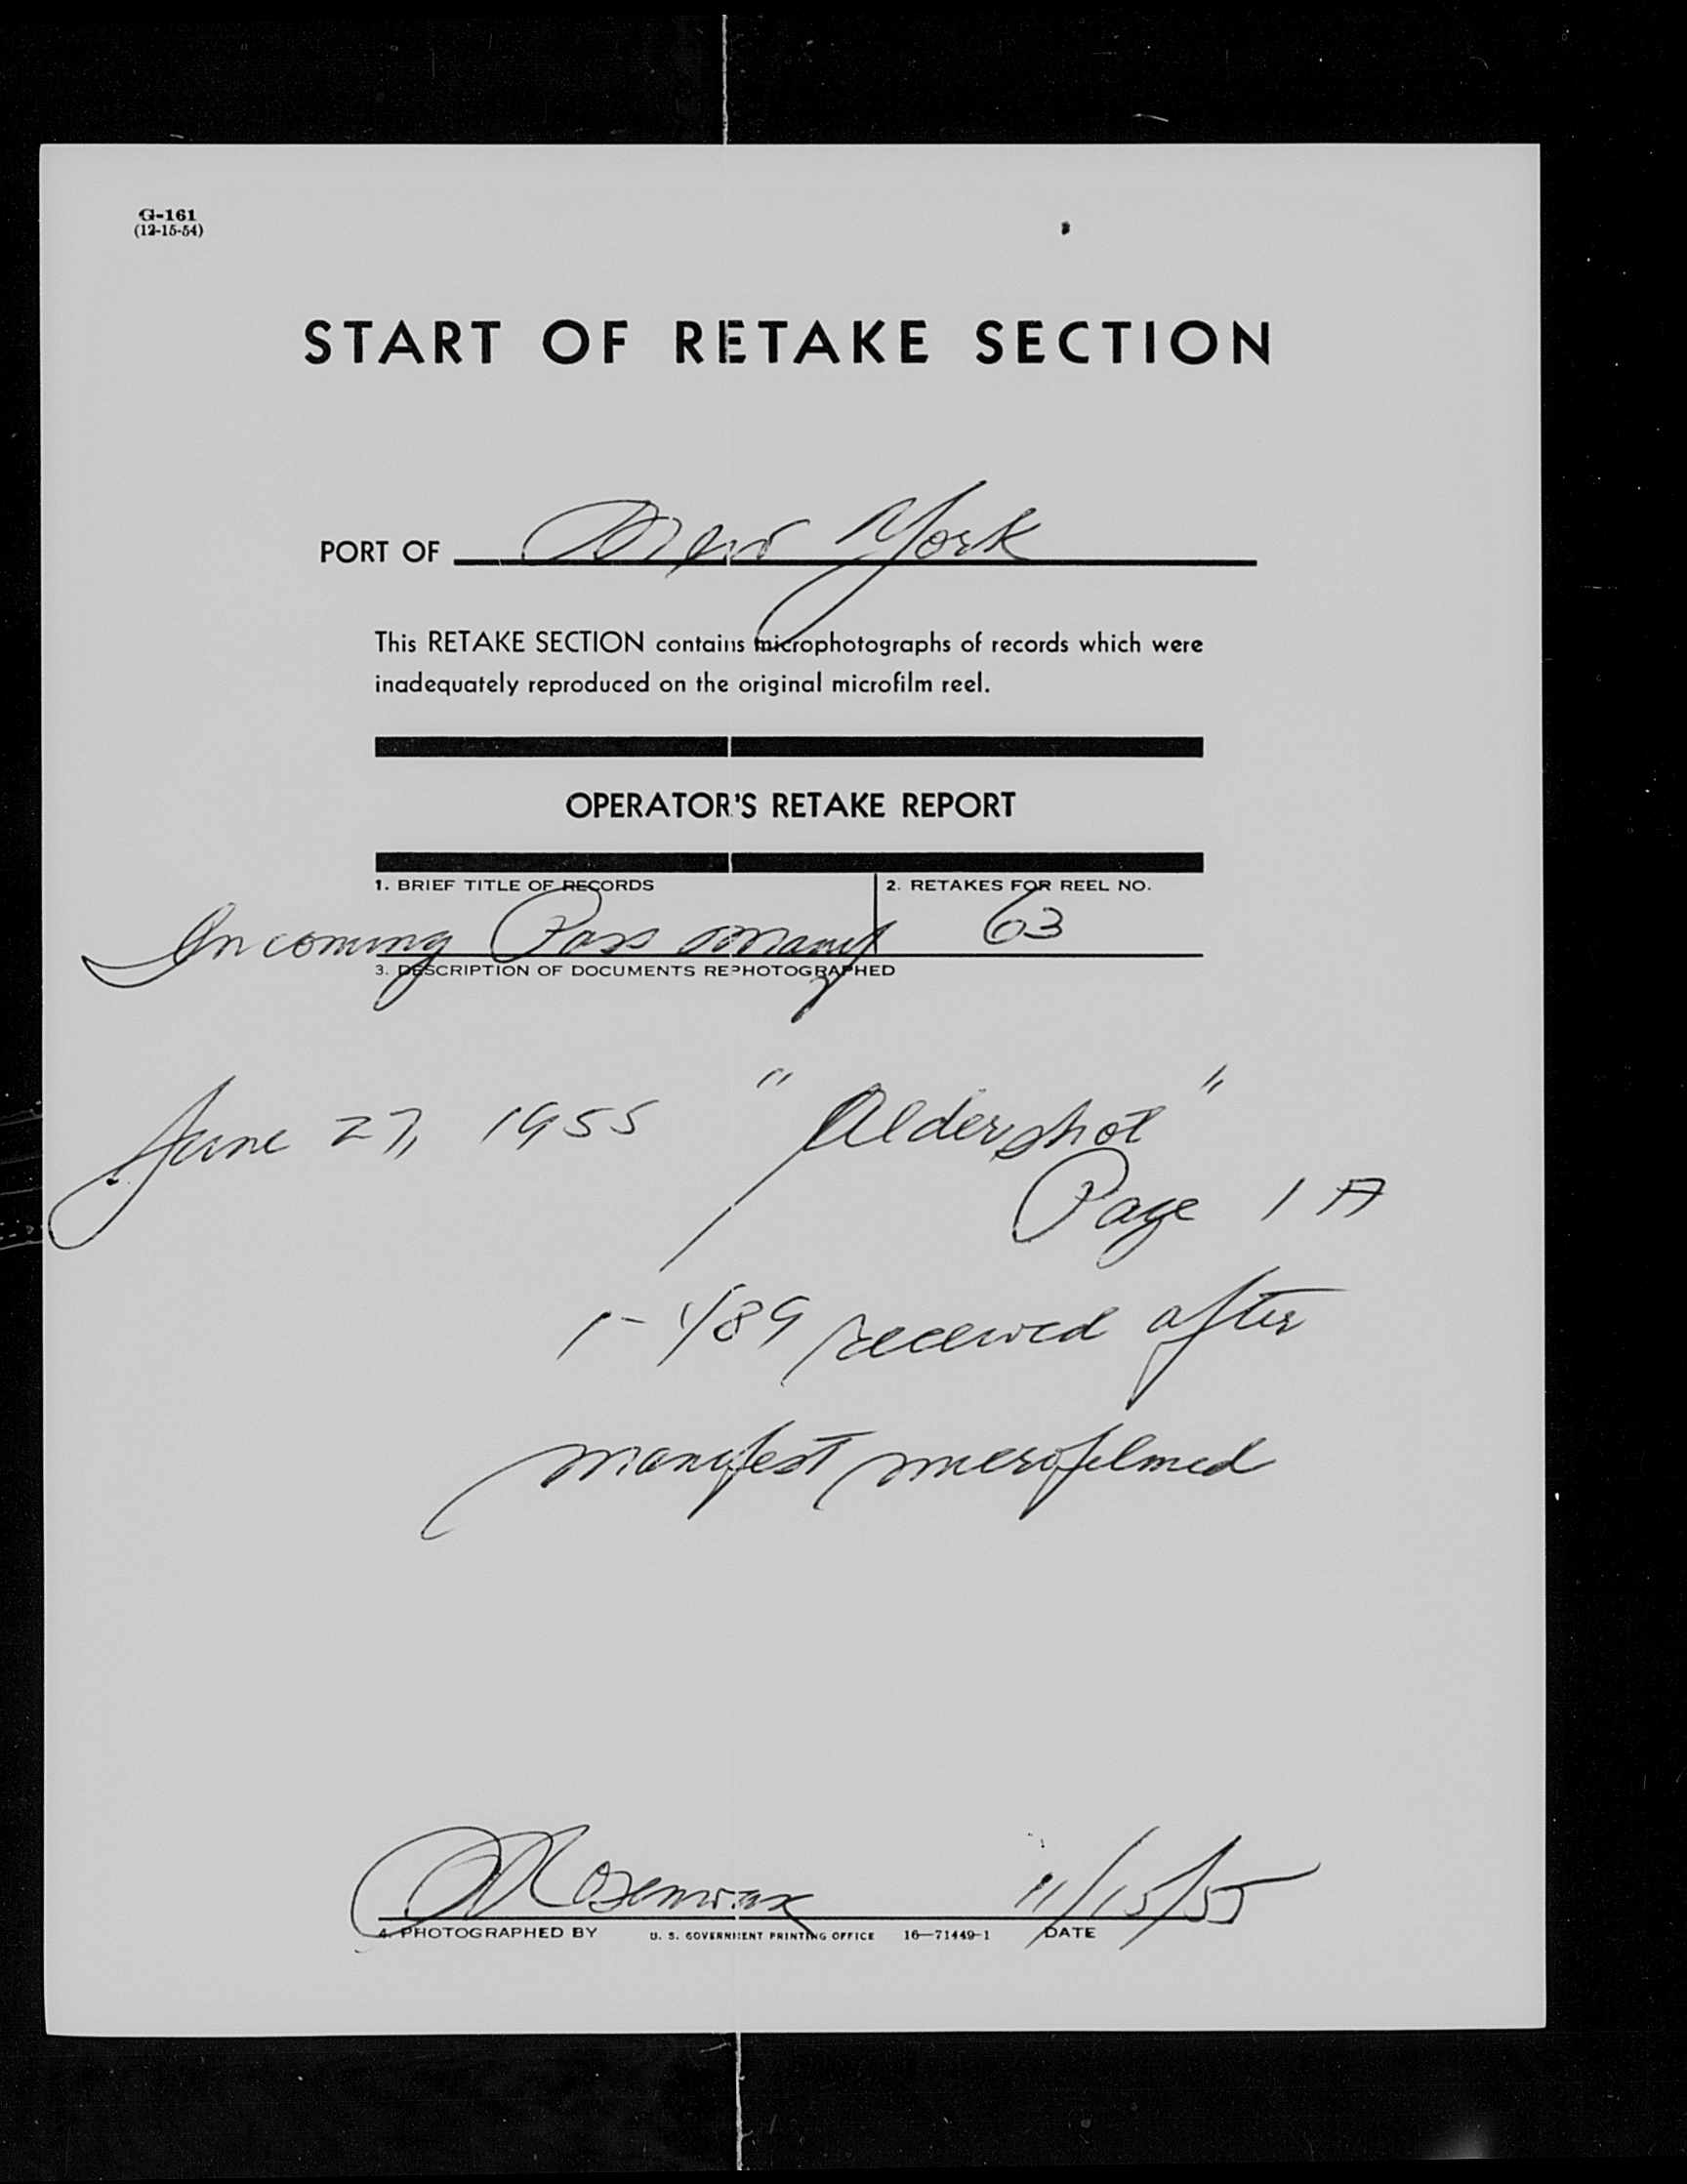 G-161
(12-15-54)
START OF RETAKE SECTION
PORT OF New York
This RETAKE SECTION contains microphotographs of records which were
inadequately reproduced on the original microfilm reel.
OPERATOR'S RETAKE REPORT
1. BRIEF TITLE OF RECORDS 2. RETAKES FOR REEL NO.
Incoming Pass Manif 63
3. DESCRIPTION OF DOCUMENTS REPHOTOGRAPHED
June 27, 1955 "Aldershot"
Page 1 A
1-489 received after
manifest microfilmed
11/15/55
4. PHOTOGRAPHED BY U. S. GOVERNMENT PRINTING OFFICE 16—71449-1 DATE